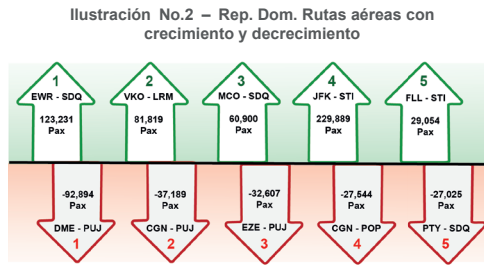 Ilustración No.2 – Rep. Dom. Rutas aéreas con
crecimiento y decrecimiento
1
EWR - SDQ
123,231
Pax
2
VKO - LRM
81,819
Pax
3
MCO - SDQ
60,900
Pax
4
JFK - STI
229,889
Pax
5
FLL - STI
29,054
Pax
-92,894
Pax
DME - PUJ
1
-37,189
Pax
CGN - PUJ
2
-32,607
Pax
EZE - PUJ
3
-27,544
Pax
CGN - POP
4
-27,025
Pax
PTY - SDQ
5